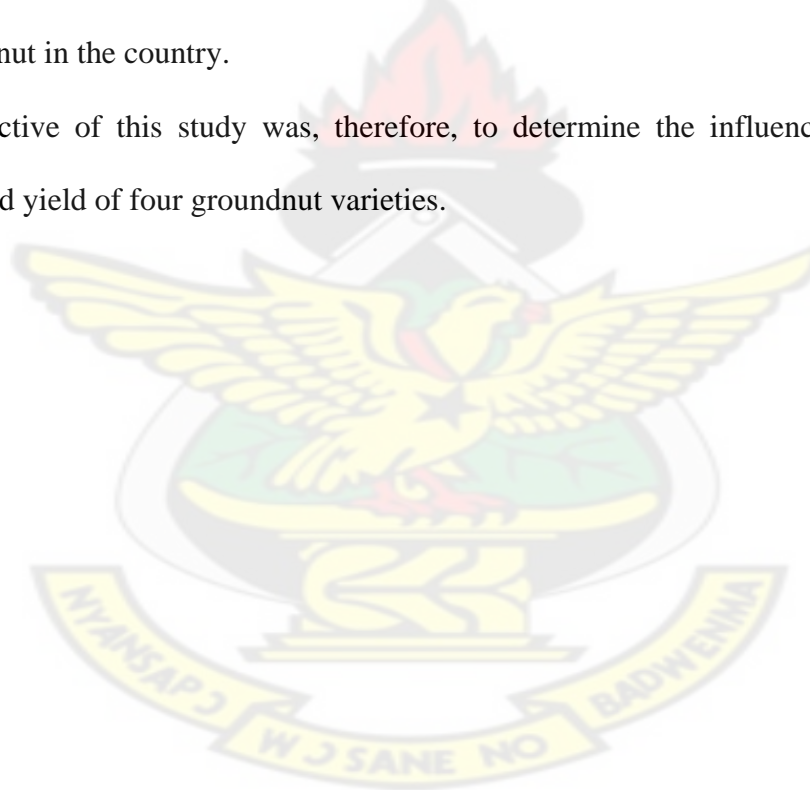 nut in the country.
ctive of this study was, therefore, to determine the influenc
d yield of four groundnut varieties.
NYANSAPƆ
WƆSANE NO
BADWENMA